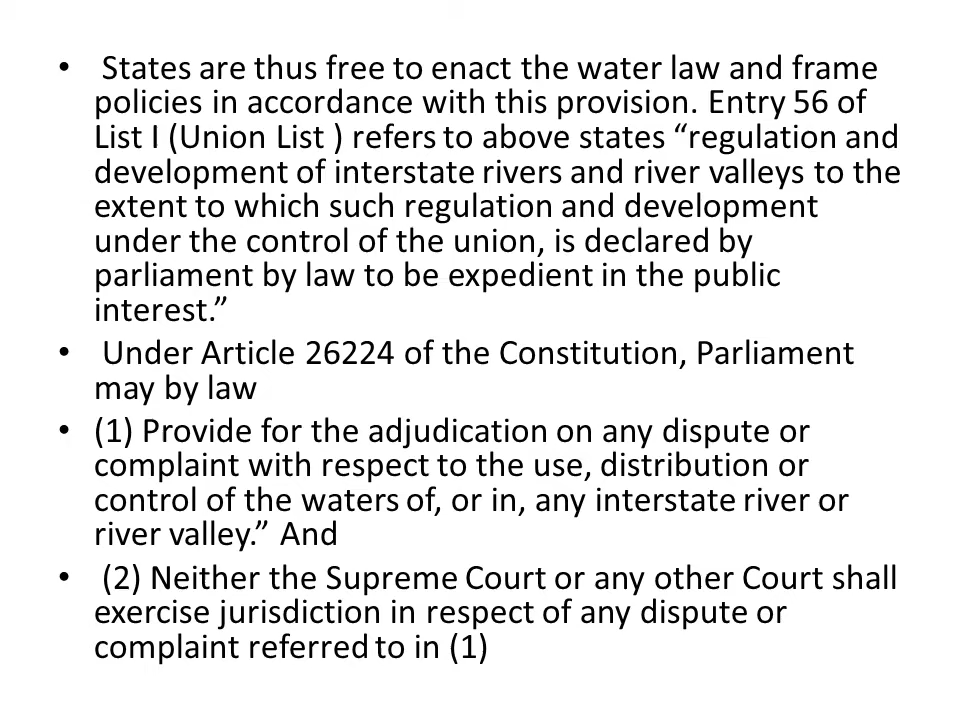 • States are thus free to enact the water law and frame
policies in accordance with this provision. Entry 56 of
List I (Union List ) refers to above states “regulation and
development of interstate rivers and river valleys to the
extent to which such regulation and development
under the control of the union, is declared by
parliament by law to be expedient in the public
interest.”
• Under Article 26224 of the Constitution, Parliament
may by law
• (1) Provide for the adjudication on any dispute or
complaint with respect to the use, distribution or
control of the waters of, or in, any interstate river or
river valley.” And
• (2) Neither the Supreme Court or any other Court shall
exercise jurisdiction in respect of any dispute or
complaint referred to in (1)